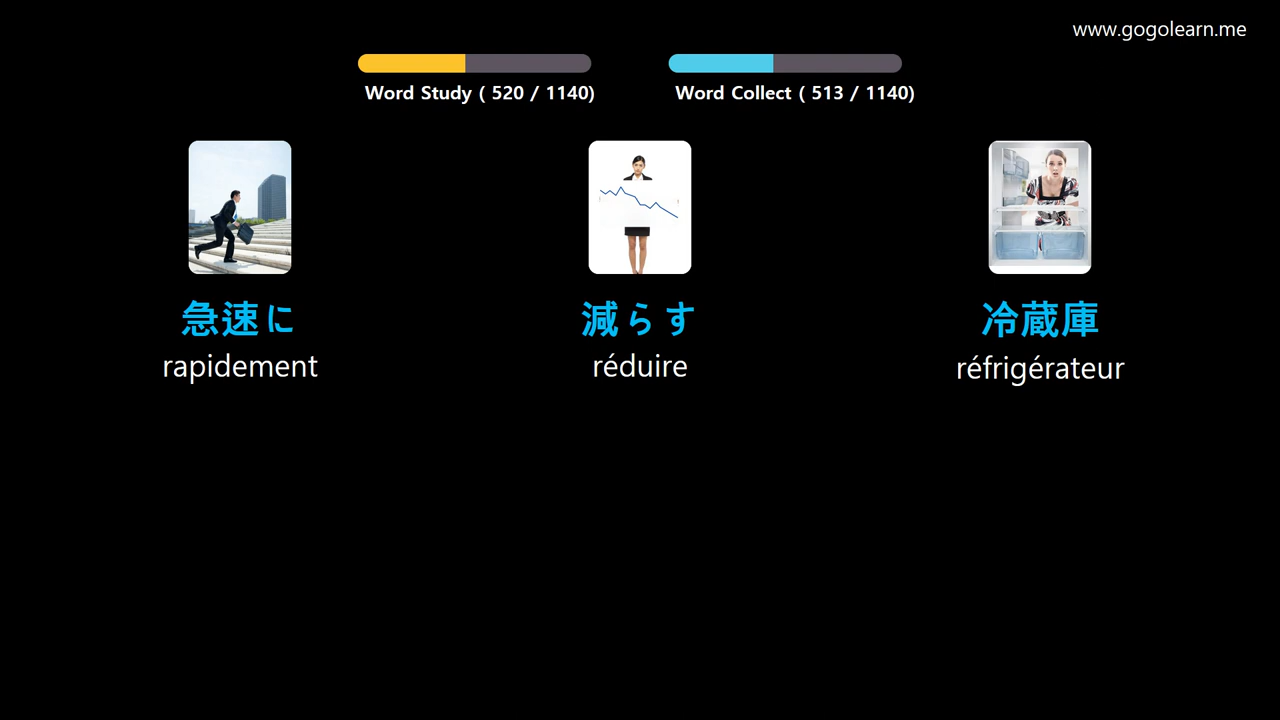 www.gogolearn.me
Word Study ( 520 / 1140)
Word Collect ( 513 / 1140)
急速に
rapidement
減らす
réduire
冷蔵庫
réfrigérateur